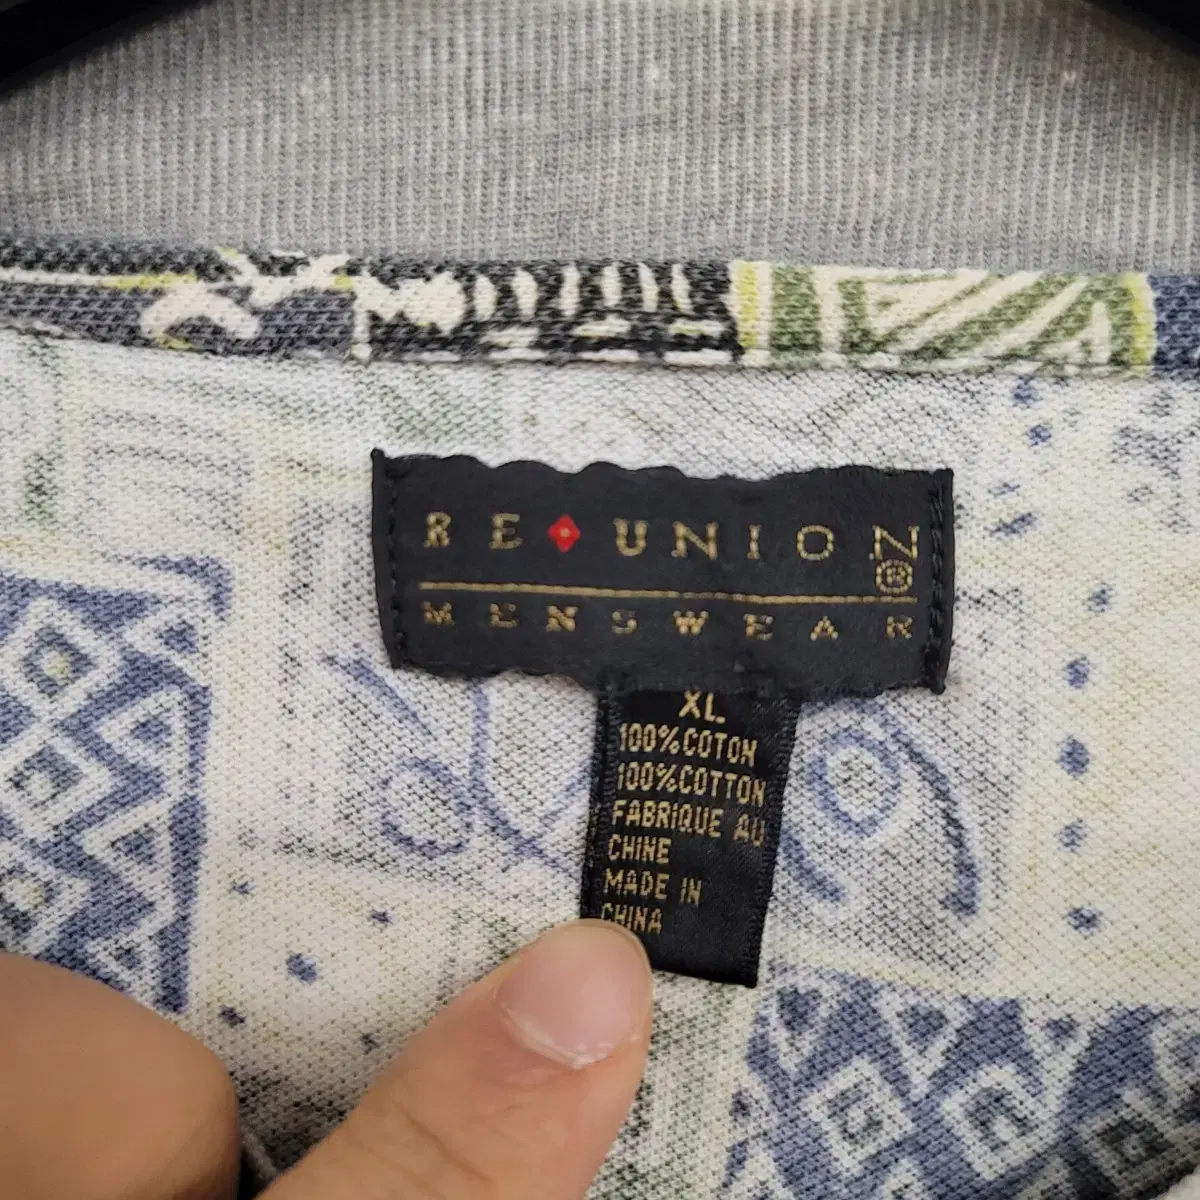 RE◆UNION®
MENSWEAR
XL
100%COTON
100%COTTON
FABRIQUE AU
CHINE
MADE IN
CHINA